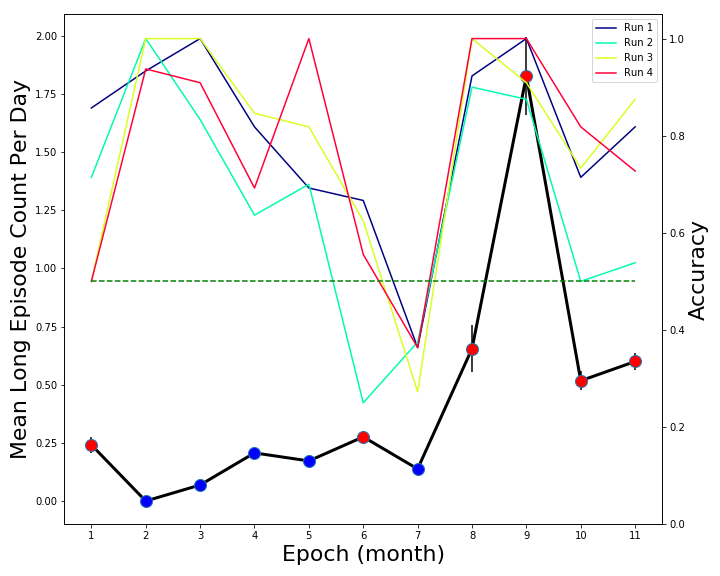 Mean Long Episode Count Per Day
2.00
1.75
1.50
1.25
1.00
0.75
0.50
0.25
0.00
Run 1
Run 2
Run 3
Run 4
1.0
0.8
0.6
0.4
0.2
0.0
Accuracy
1 2 3 4 5 6 7 8 9 10 11
Epoch (month)